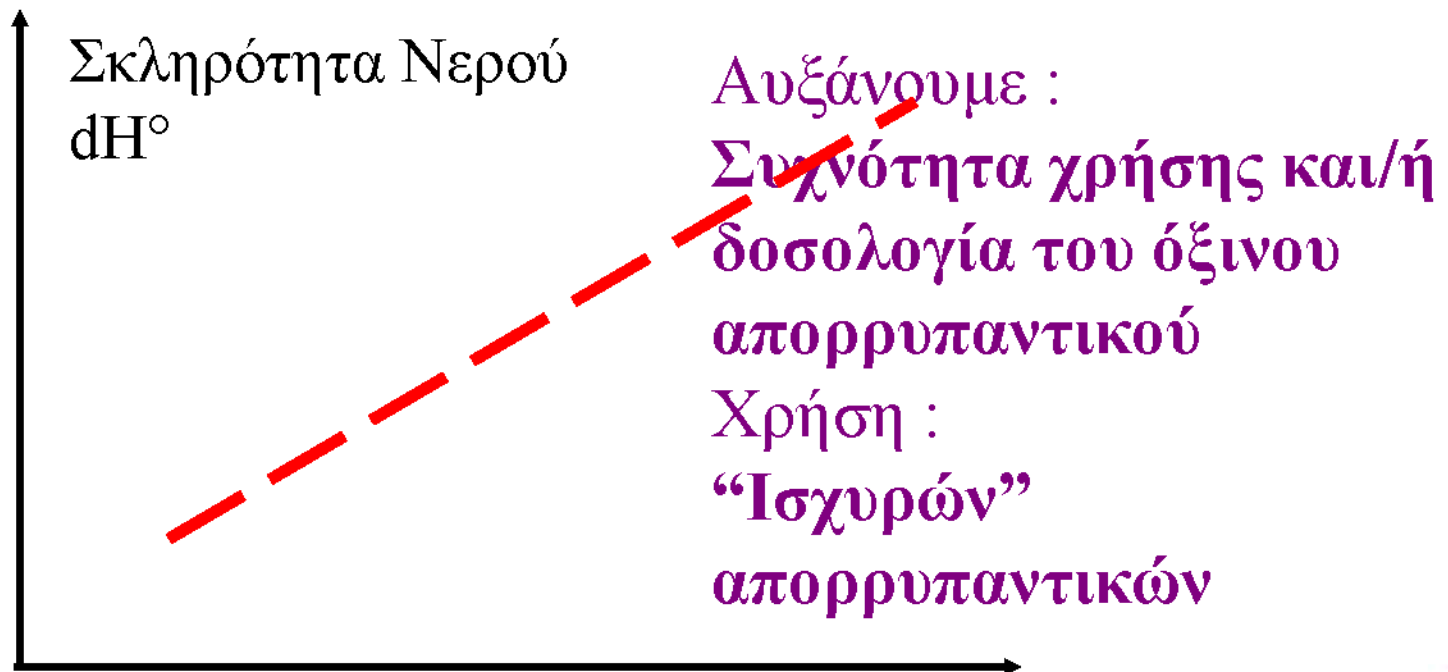 Σκληρότητα Νερού
dH°
Αυξάνουμε :
Συχνότητα χρήσης και/ή
δοσολογία του όξινου
απορρυπαντικού
Χρήση :
“Ισχυρών”
απορρυπαντικών